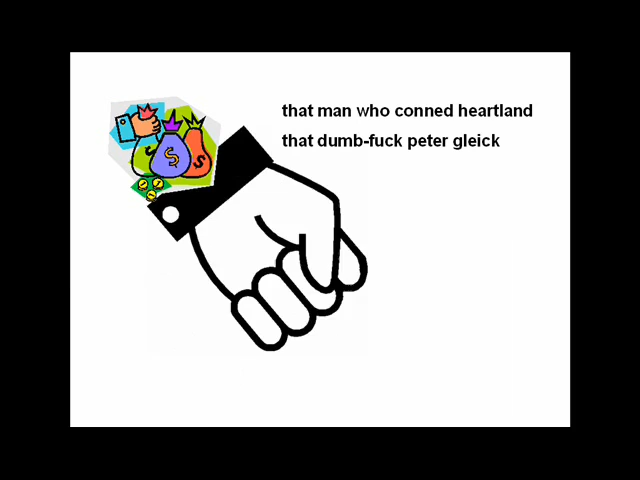 that man who conned heartland
that dumb-fuck peter gleick